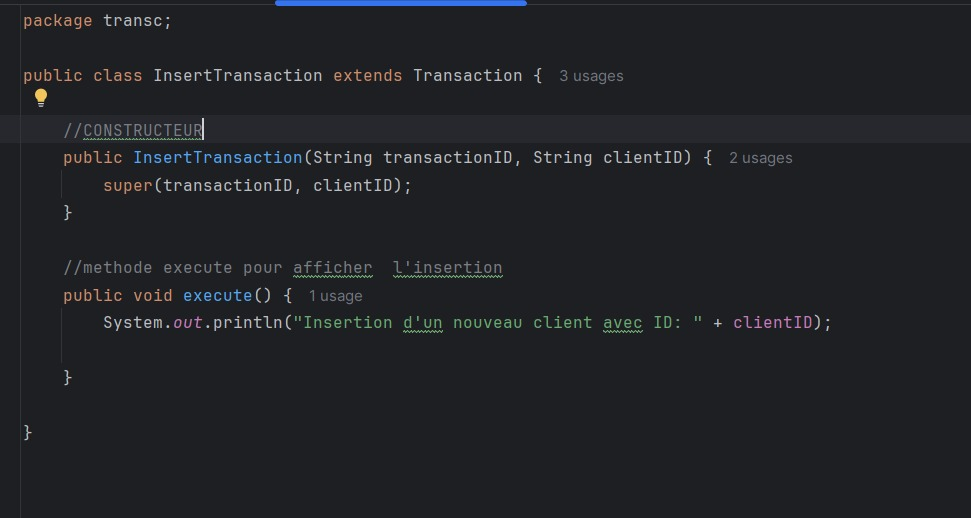 package transc;
public class InsertTransaction extends Transaction { 3 usages
//CONSTRUCTEUR
public InsertTransaction(String transactionID, String clientID) { 2 usages
super(transactionID, clientID);
}
//methode execute pour afficher  l'insertion
public void execute() { 1 usage
System.out.println("Insertion d'un nouveau client avec ID: " + clientID);
}
}